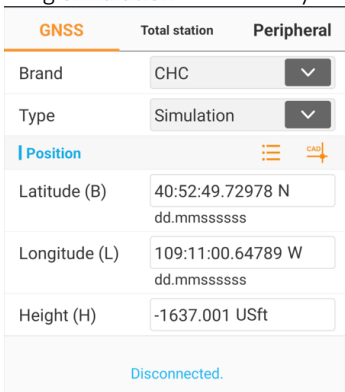 GNSS Total station Peripheral
Brand CHC
Type Simulation
Position CAD
Latitude (B) 40:52:49.72978 N
dd.mmssssss
Longitude (L) 109:11:00.64789 W
dd.mmssssss
Height (H) -1637.001 USft
Disconnected.